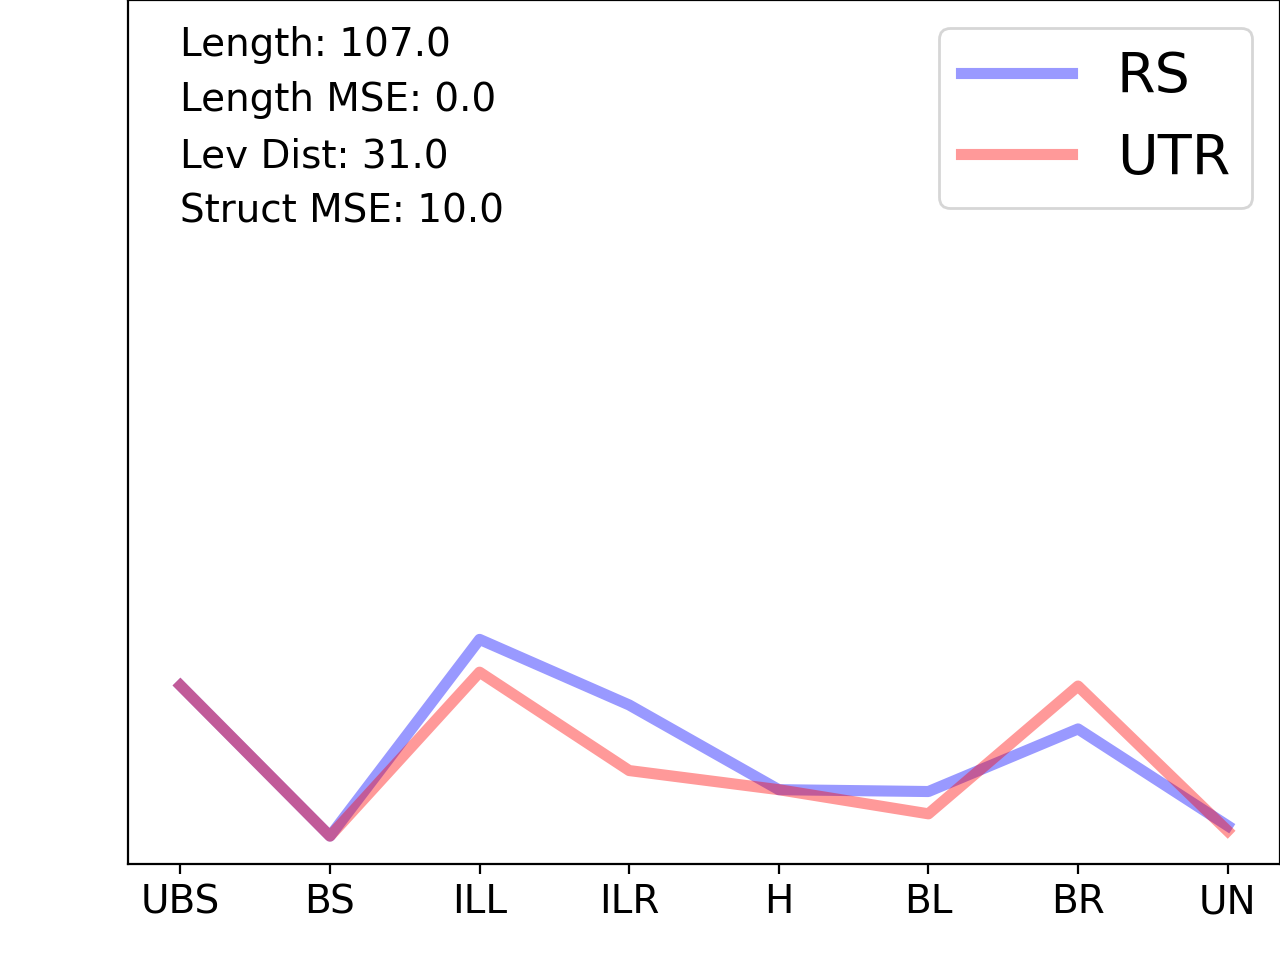 Length: 107.0
Length MSE: 0.0
Lev Dist: 31.0
Struct MSE: 10.0
RS
UTR
UBS BS ILL ILR H BL BR UN